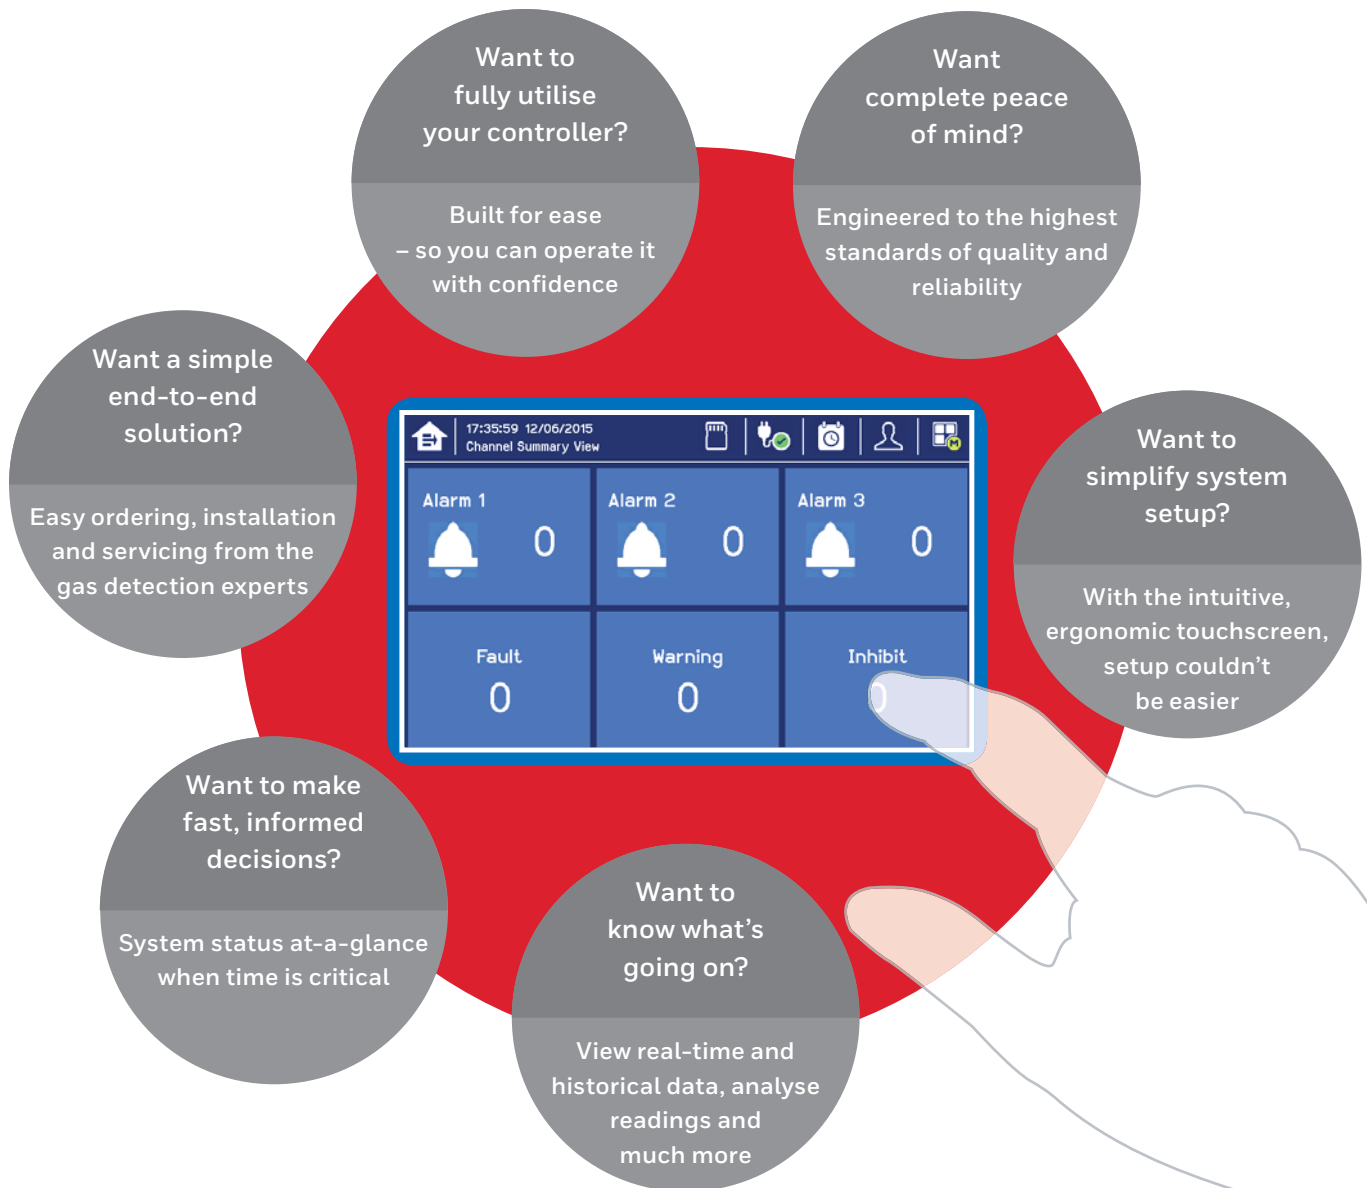 Want to
fully utilise
your controller?
Built for ease
– so you can operate it
with confidence
Want
complete peace
of mind?
Engineered to the highest
standards of quality and
reliability
Want a simple
end-to-end
solution?
Easy ordering, installation
and servicing from the
gas detection experts
17:35:59 12/06/2015
Channel Summary View
M
Alarm 1
0
Alarm 2
0
Alarm 3
0
Fault
0
Warning
0
Inhibit
0
Want to
simplify system
setup?
With the intuitive,
ergonomic touchscreen,
setup couldn't
be easier
Want to make
fast, informed
decisions?
System status at-a-glance
when time is critical
Want to
know what's
going on?
View real-time and
historical data, analyse
readings and
much more